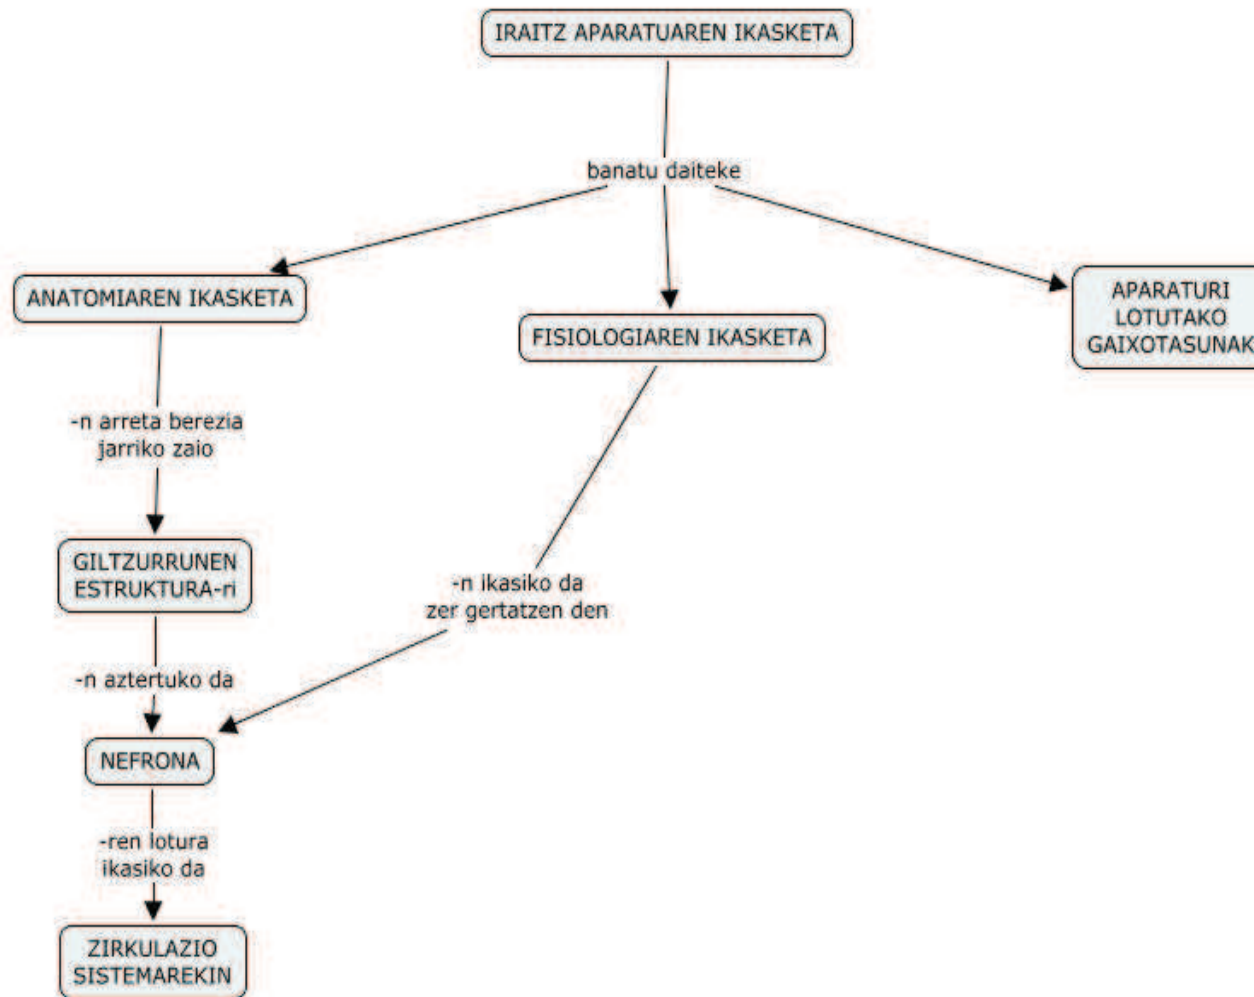 IRAITZ APARATUAREN IKASKETA
banatu daiteke
ANATOMIAREN IKASKETA
FISIOLOGIAREN IKASKETA
APARATURI
LOTUTAKO
GAIXOTASUNAK
-n arreta berezia
jarriko zaio
GILTZURRUNEN
ESTRUKTURA-ri
-n ikasiko da
zer gertatzen den
-n aztertuko da
NEFRONA
-ren lotura
ikasiko da
ZIRKULAZIO
SISTEMAREKIN